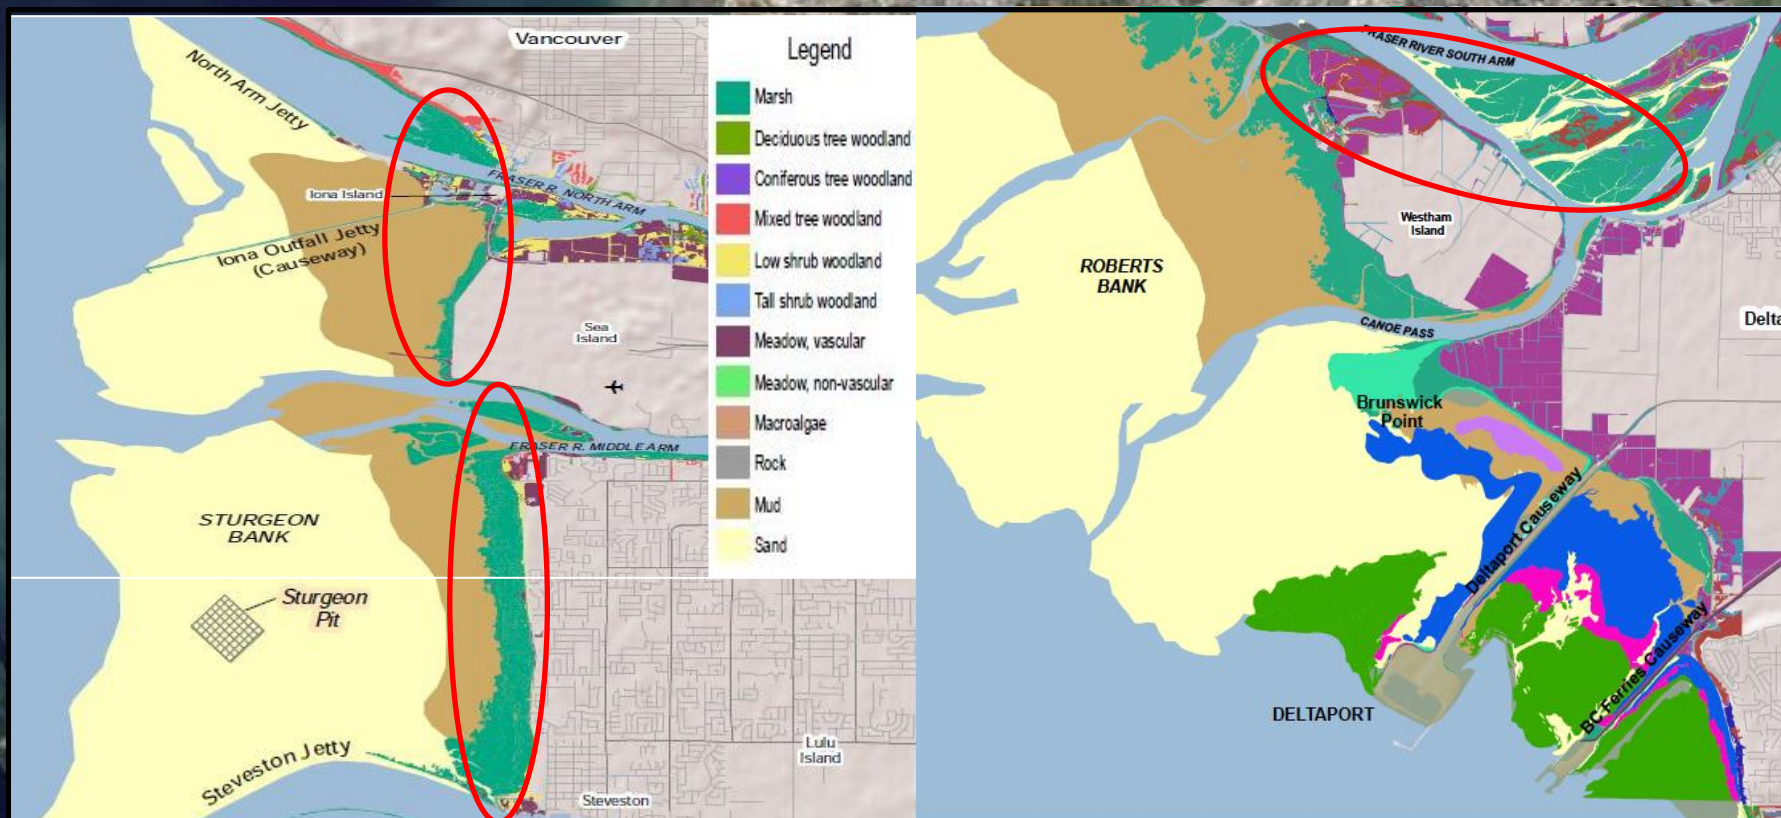 Vancouver
North Arm Jetty
FRASER R. NORTH ARM
Iona Island
Iona Outfall Jetty
(Causeway)
Sea
Island
FRASER R. MIDDLE ARM
STURGEON
BANK
Sturgeon
Pit
Lulu
Island
Steveston Jetty
Steveston
Legend
Marsh
Deciduous tree woodland
Coniferous tree woodland
Mixed tree woodland
Low shrub woodland
Tall shrub woodland
Meadow, vascular
Meadow, non-vascular
Macroalgae
Rock
Mud
Sand
FRASER RIVER SOUTH ARM
Westham
Island
ROBERTS
BANK
CANOE PASS
Delta
Brunswick
Point
Deltaport Causeway
BC Ferries Causeway
DELTAPORT